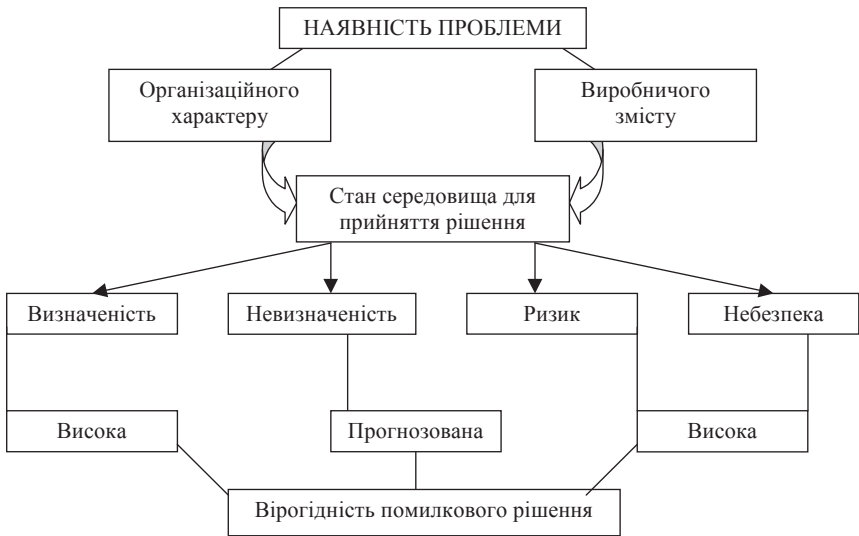 НАЯВНІСТЬ ПРОБЛЕМИ
Організаційного
характеру
Виробничого
змісту
Стан середовища для
прийняття рішення
Визначеність
Невизначеність
Ризик
Небезпека
Висока
Прогнозована
Висока
Вірогідність помилкового рішення